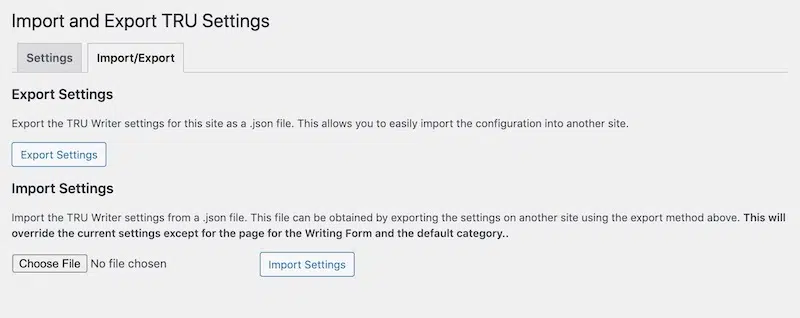 Import and Export TRU Settings
Settings
Import/Export
Export Settings
Export the TRU Writer settings for this site as a .json file. This allows you to easily import the configuration into another site.
Export Settings
Import Settings
Import the TRU Writer settings from a .json file. This file can be obtained by exporting the settings on another site using the export method above. This will
override the current settings except for the page for the Writing Form and the default category..
Choose File No file chosen
Import Settings